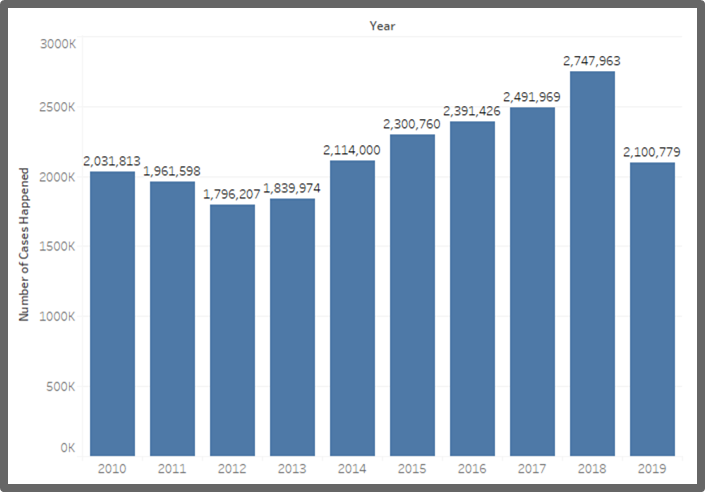 Year
Number of Cases Happened
3000K
2500K
2000K
1500K
1000K
500K
0K
2,031,813
1,961,598
1,796,207
1,839,974
2,114,000
2,300,760
2,391,426
2,491,969
2,747,963
2,100,779
2010 2011 2012 2013 2014 2015 2016 2017 2018 2019